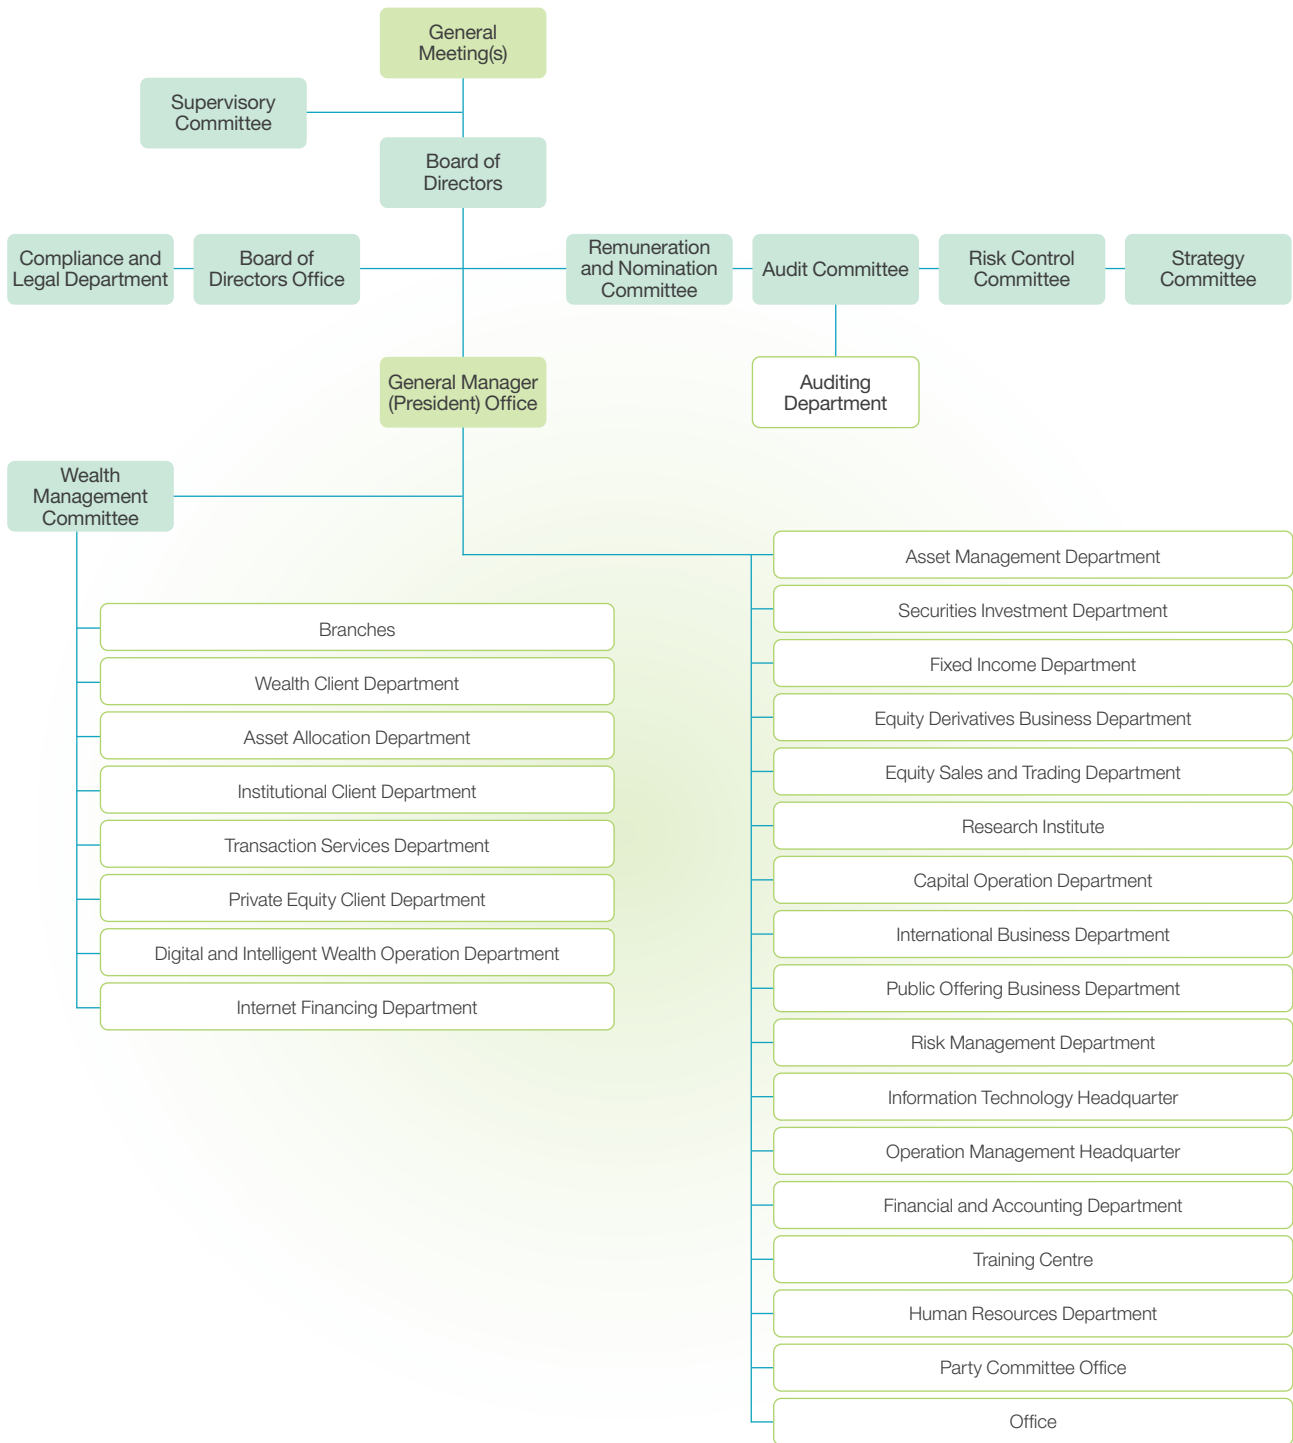 General
Meeting(s)
Supervisory
Committee
Board of
Directors
Compliance and
Legal Department
Board of
Directors Office
Remuneration
and Nomination
Committee
Audit Committee
Risk Control
Committee
Strategy
Committee
General Manager
(President) Office
Auditing
Department
Wealth
Management
Committee
Branches
Wealth Client Department
Asset Allocation Department
Institutional Client Department
Transaction Services Department
Private Equity Client Department
Digital and Intelligent Wealth Operation Department
Internet Financing Department
Asset Management Department
Securities Investment Department
Fixed Income Department
Equity Derivatives Business Department
Equity Sales and Trading Department
Research Institute
Capital Operation Department
International Business Department
Public Offering Business Department
Risk Management Department
Information Technology Headquarter
Operation Management Headquarter
Financial and Accounting Department
Training Centre
Human Resources Department
Party Committee Office
Office